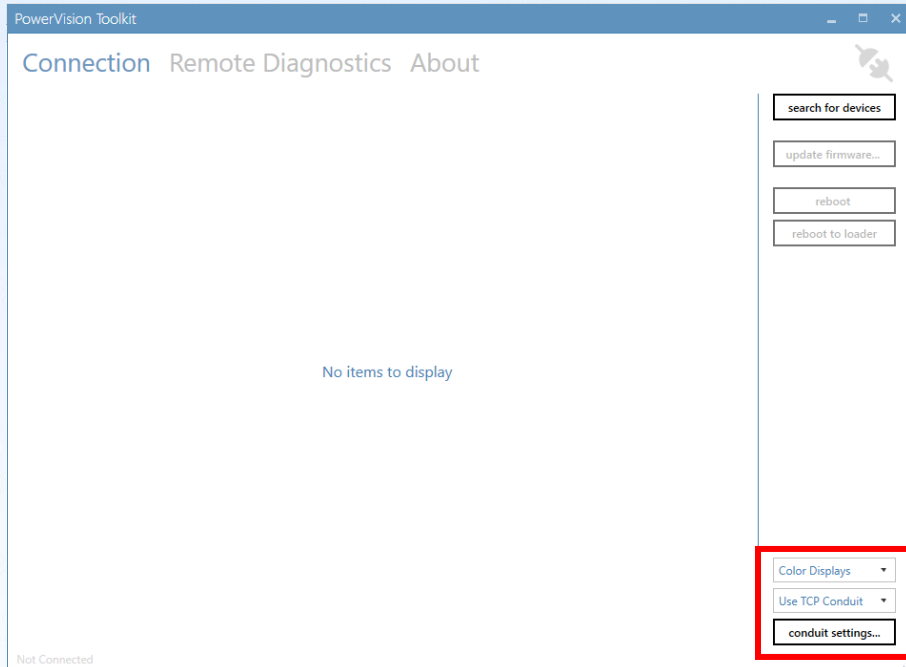 PowerVision Toolkit
Connection Remote Diagnostics About
search for devices
update firmware...
reboot
reboot to loader
No items to display
Color Displays
Use TCP Conduit
conduit settings...
Not Connected